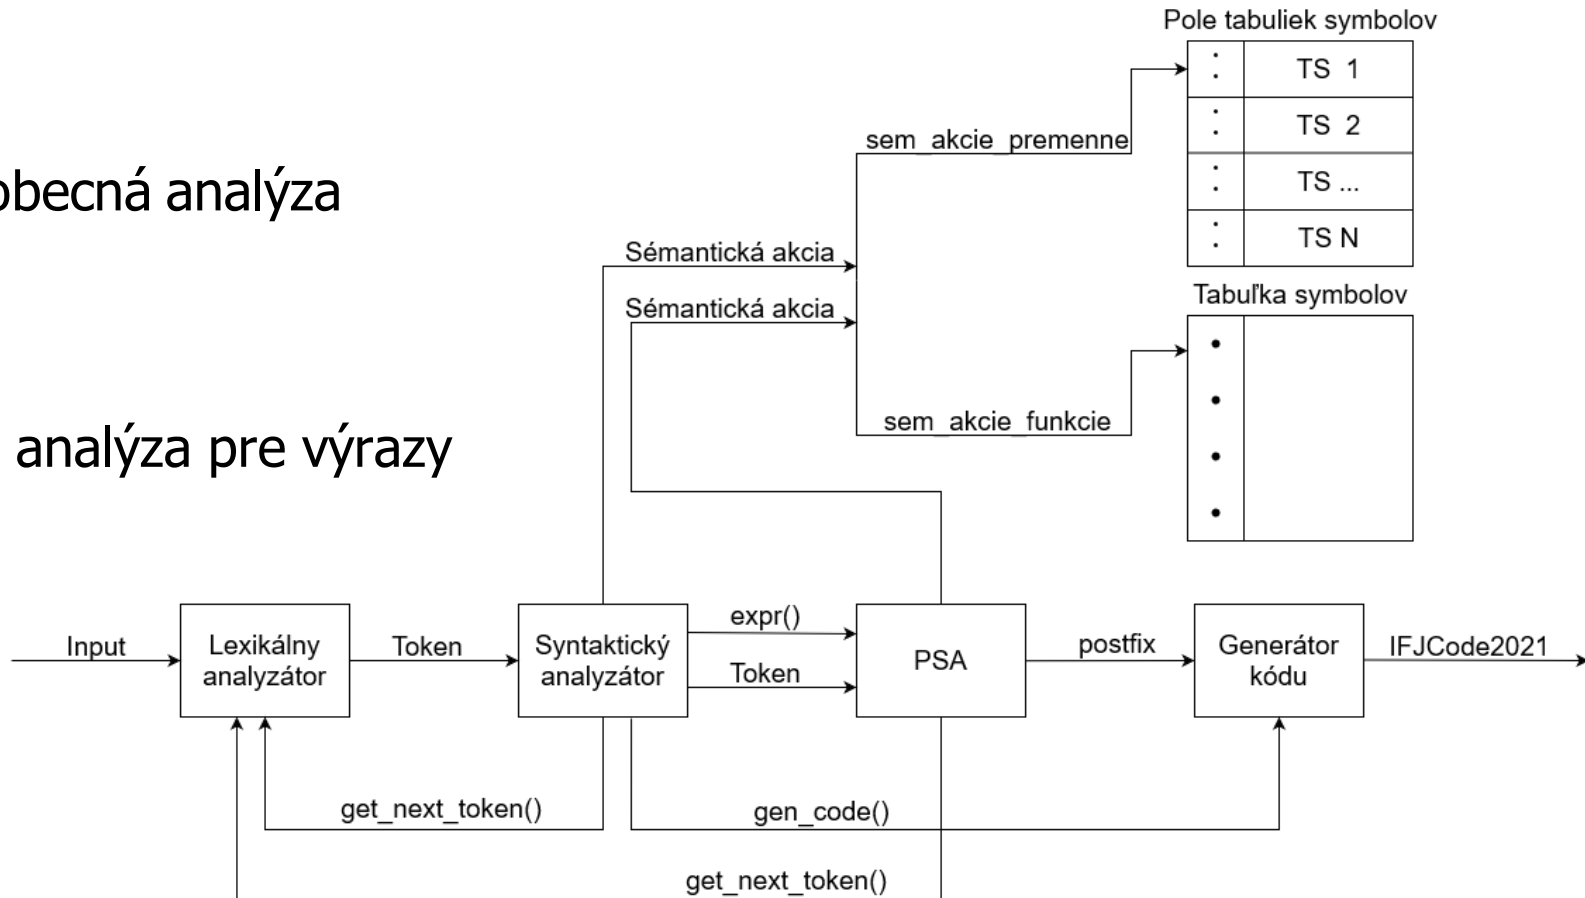 Pole tabuliek symbolov
TS 1
TS 2
TS ...
TS N
sem_akcie_premenne
obecná analýza
Sémantická akcia
Sémantická akcia
Tabuľka symbolov
sem_akcie_funkcie
analýza pre výrazy
Input
Lexikálny
analyzátor
Token
Syntaktický
analyzátor
expr()
Token
PSA
postfix
Generátor
kódu
IFJCode2021
get_next_token()
gen_code()
get_next_token()